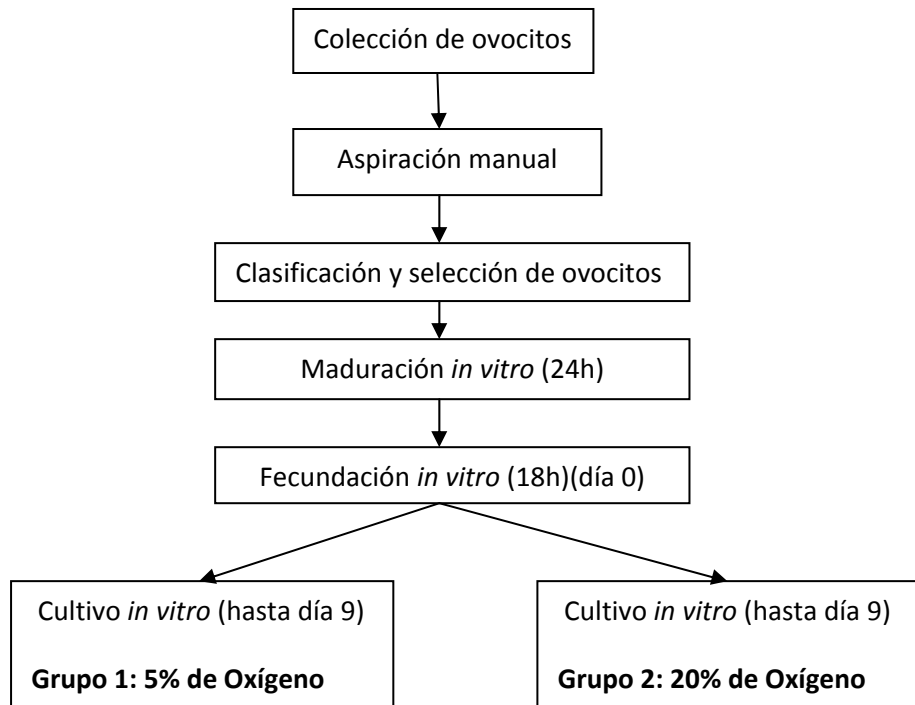 Colección de ovocitos
Aspiración manual
Clasificación y selección de ovocitos
Maduración in vitro (24h)
Fecundación in vitro (18h)(día 0)
Cultivo in vitro (hasta día 9)
Grupo 1: 5% de Oxígeno
Cultivo in vitro (hasta día 9)
Grupo 2: 20% de Oxígeno